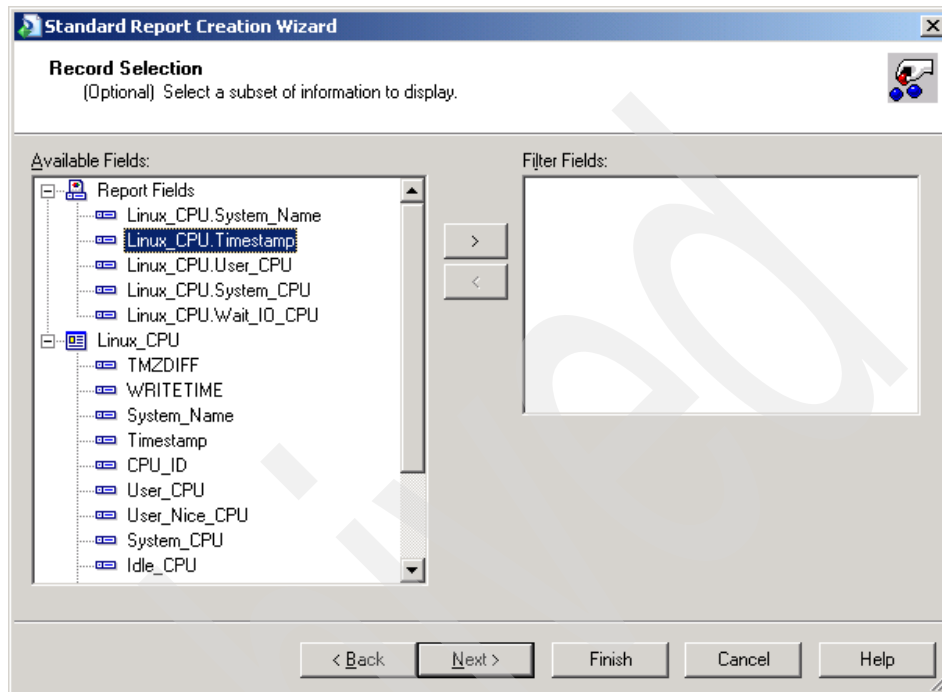 Standard Report Creation Wizard
Record Selection
(Optional) Select a subset of information to display.
Available Fields:
Filter Fields:
Report Fields
Linux_CPU.System_Name
Linux_CPU.Timestamp
Linux_CPU.User_CPU
Linux_CPU.System_CPU
Linux_CPU.Wait_IO_CPU
Linux_CPU
TMZDIFF
WRITETIME
System_Name
Timestamp
CPU_ID
User_CPU
User_Nice_CPU
System_CPU
Idle_CPU
>
<
< Back
Next >
Finish
Cancel
Help